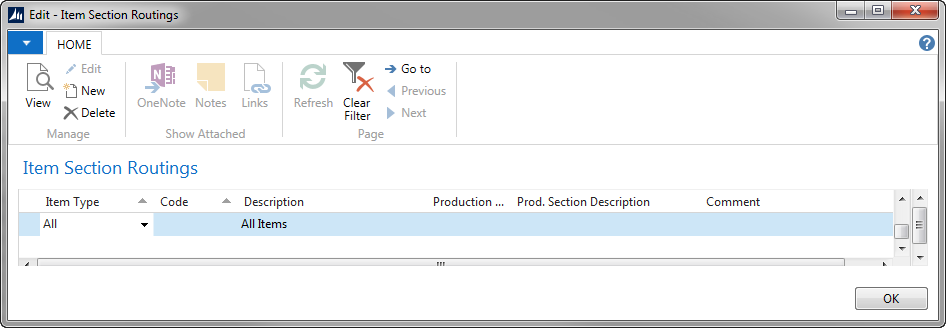 Edit - Item Section Routings
HOME
View
Edit
New
Delete
Manage
OneNote
Notes
Links
Show Attached
Refresh
Clear
Filter
Go to
Previous
Next
Page
Item Section Routings
Item Type Code Description Production ... Prod. Section Description Comment
All All Items
OK